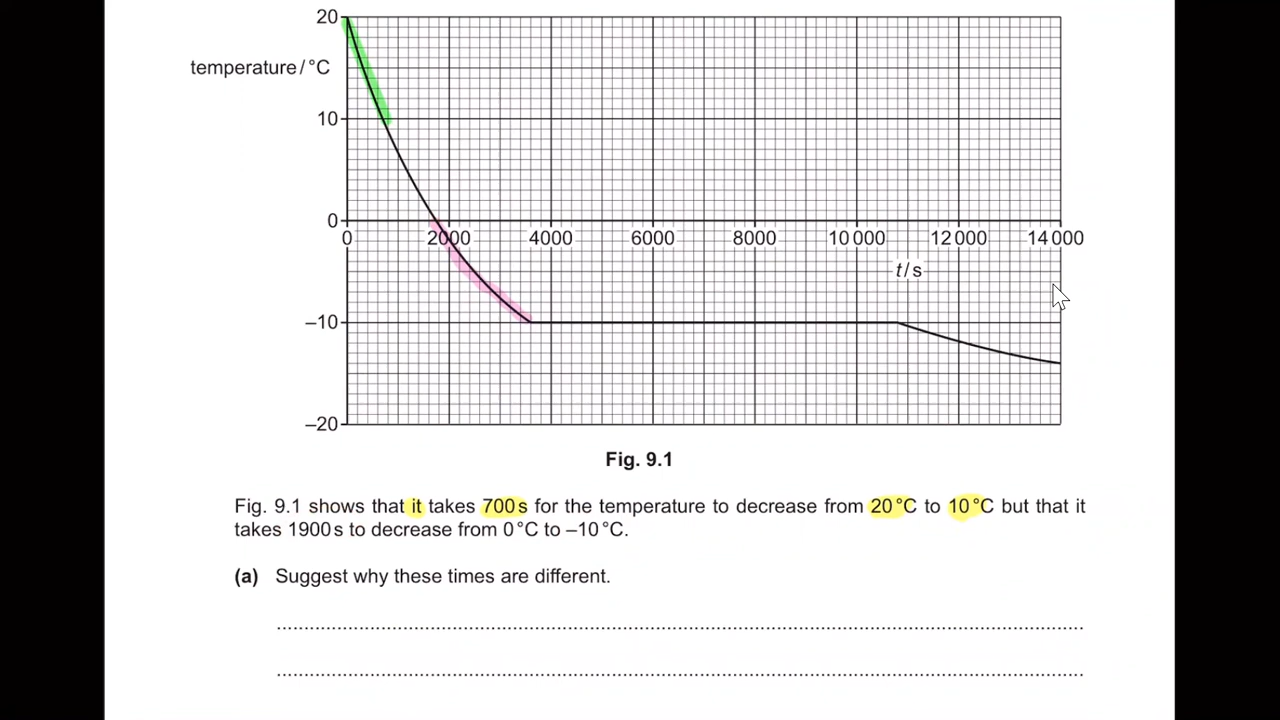 20
temperature / °C
10
0
0 2000 4000 6000 8000 10 000 12 000 14 000
t / s
–10
–20
Fig. 9.1
Fig. 9.1 shows that it takes 700 s for the temperature to decrease from 20 °C to 10 °C but that it
takes 1900 s to decrease from 0 °C to –10 °C.
(a) Suggest why these times are different.